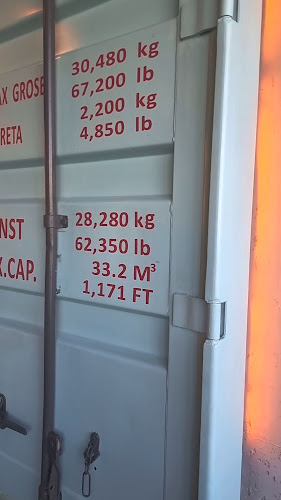 AX GROSS 30,480 kg
67,200 lb
RETA 2,200 kg
4,850 lb
NST 28,280 kg
62,350 lb
X.CAP. 33.2 M³
1,171 FT